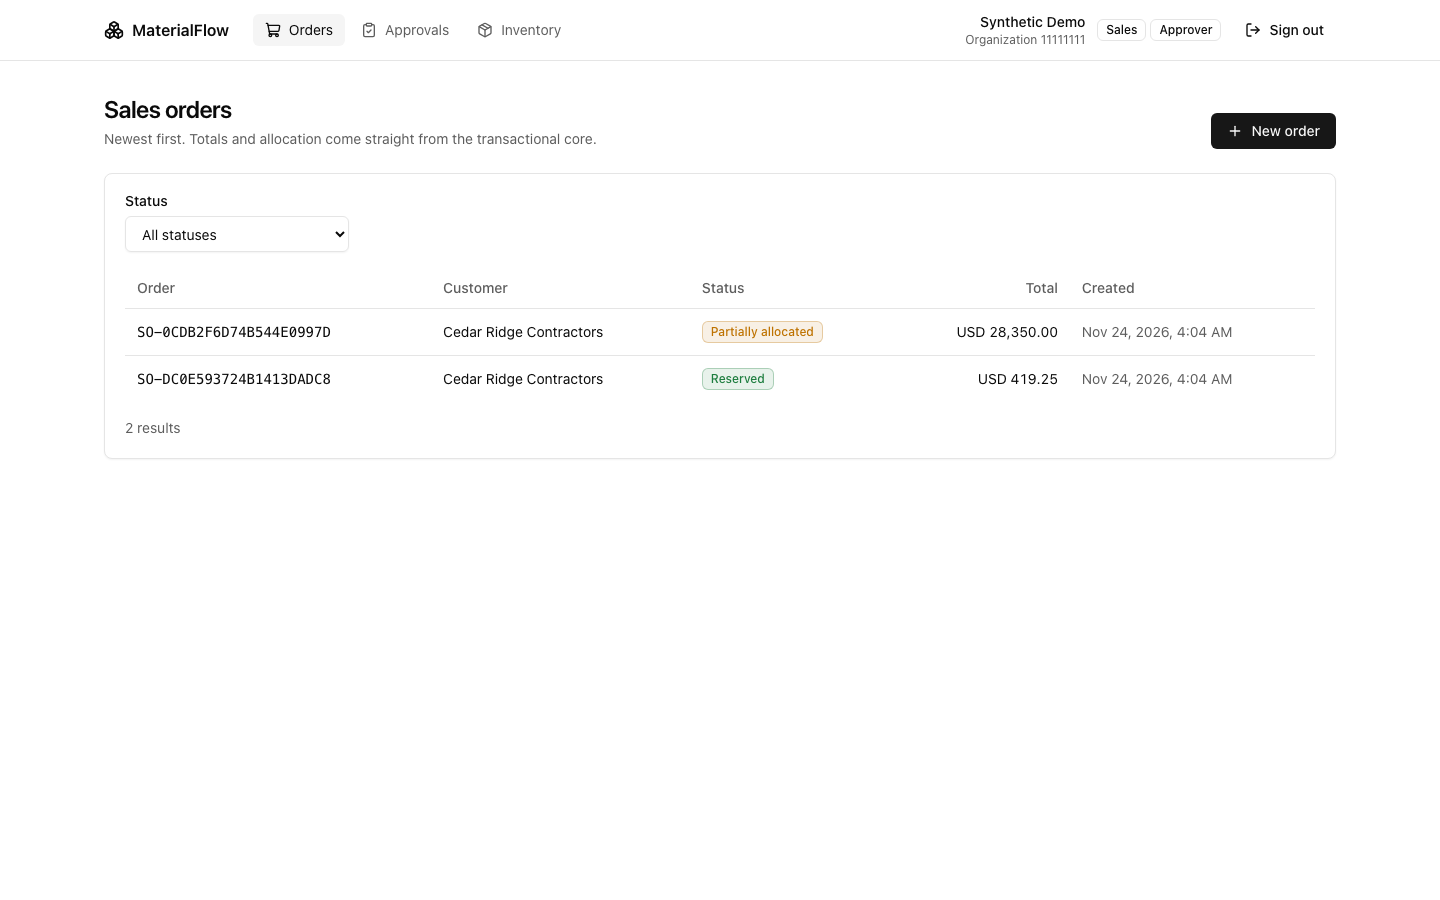 MaterialFlow
Orders
Approvals
Inventory
Synthetic Demo
Organization 11111111
Sales
Approver
Sign out
Sales orders
Newest first. Totals and allocation come straight from the transactional core.
New order
Status
All statuses
Order Customer Status Total Created
SO-0CDB2F6D74B544E0997D Cedar Ridge Contractors Partially allocated USD 28,350.00 Nov 24, 2026, 4:04 AM
SO-DC0E593724B1413DADC8 Cedar Ridge Contractors Reserved USD 419.25 Nov 24, 2026, 4:04 AM
2 results